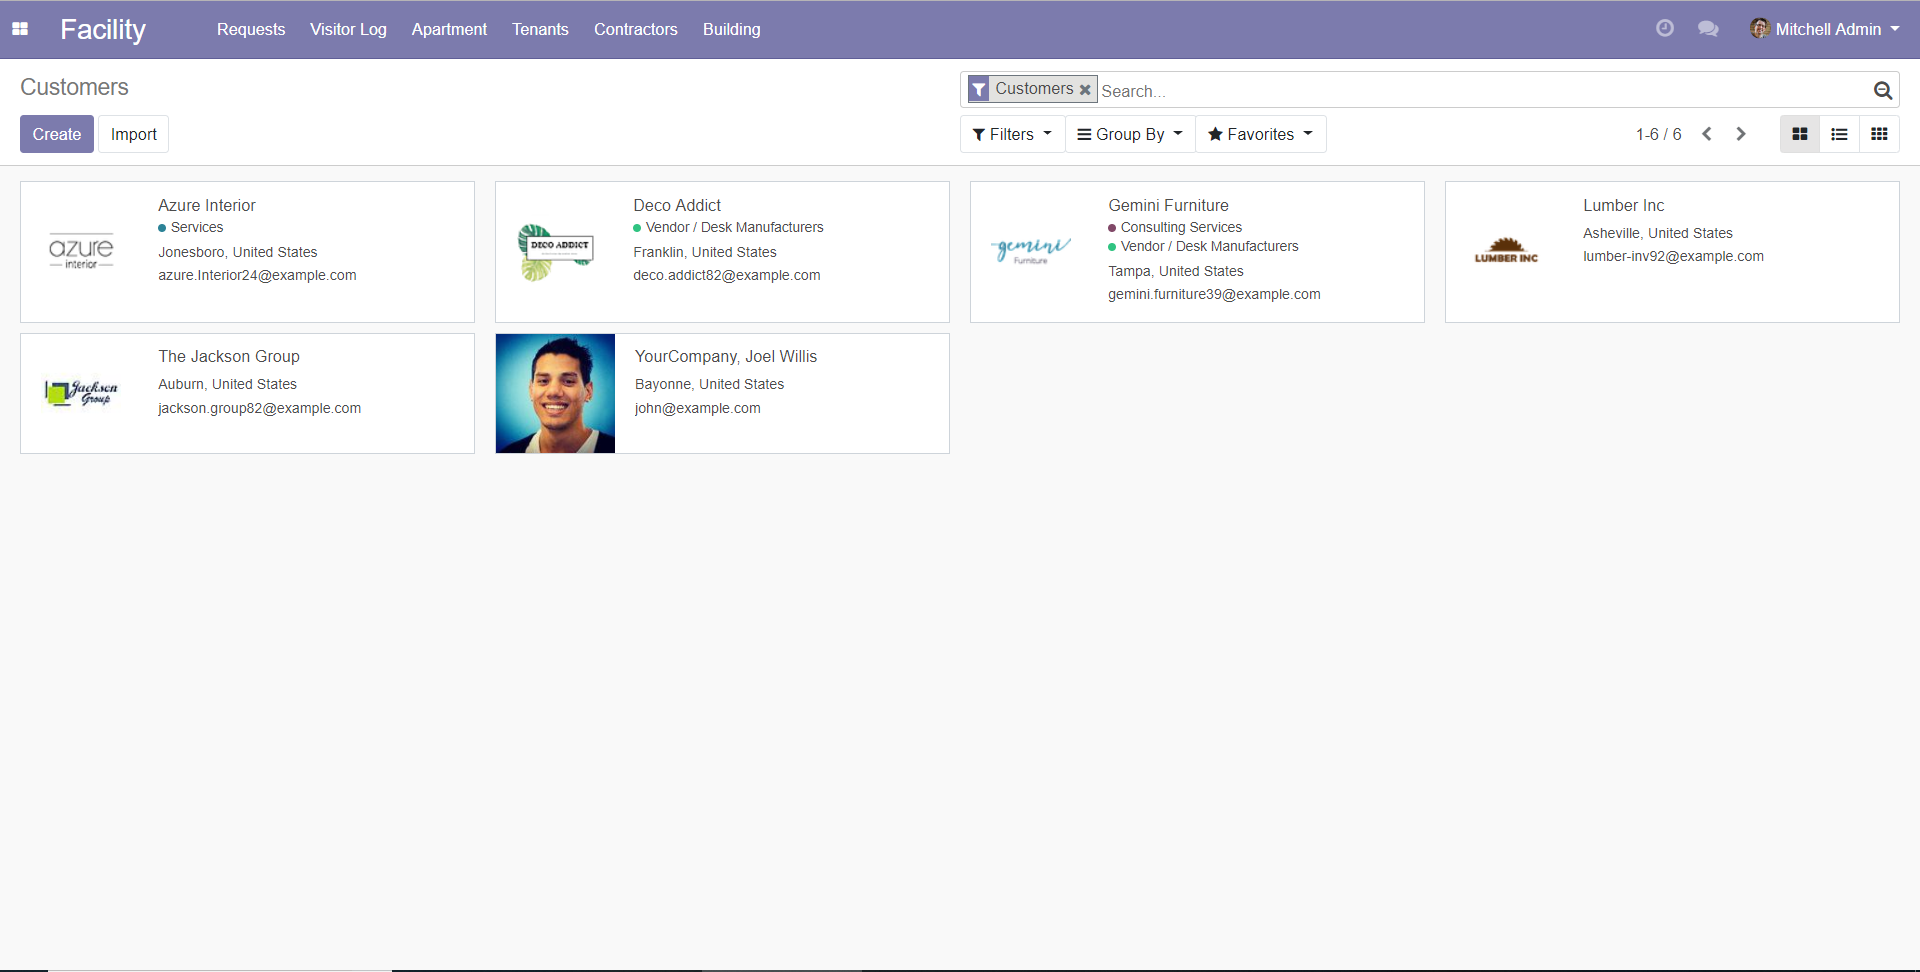 Facility
Requests
Visitor Log
Apartment
Tenants
Contractors
Building
Mitchell Admin
Customers
Customers
Search...
Create
Import
Filters
Group By
Favorites
1-6 / 6
azure
interior
Azure Interior
Services
Jonesboro, United States
azure.Interior24@example.com
DECO ADDICT
Deco Addict
Vendor / Desk Manufacturers
Franklin, United States
deco.addict82@example.com
gemini
Furniture
Gemini Furniture
Consulting Services
Vendor / Desk Manufacturers
Tampa, United States
gemini.furniture39@example.com
LUMBER INC
Lumber Inc
Asheville, United States
lumber-inv92@example.com
Jackson
Group
The Jackson Group
Auburn, United States
jackson.group82@example.com
YourCompany, Joel Willis
Bayonne, United States
john@example.com